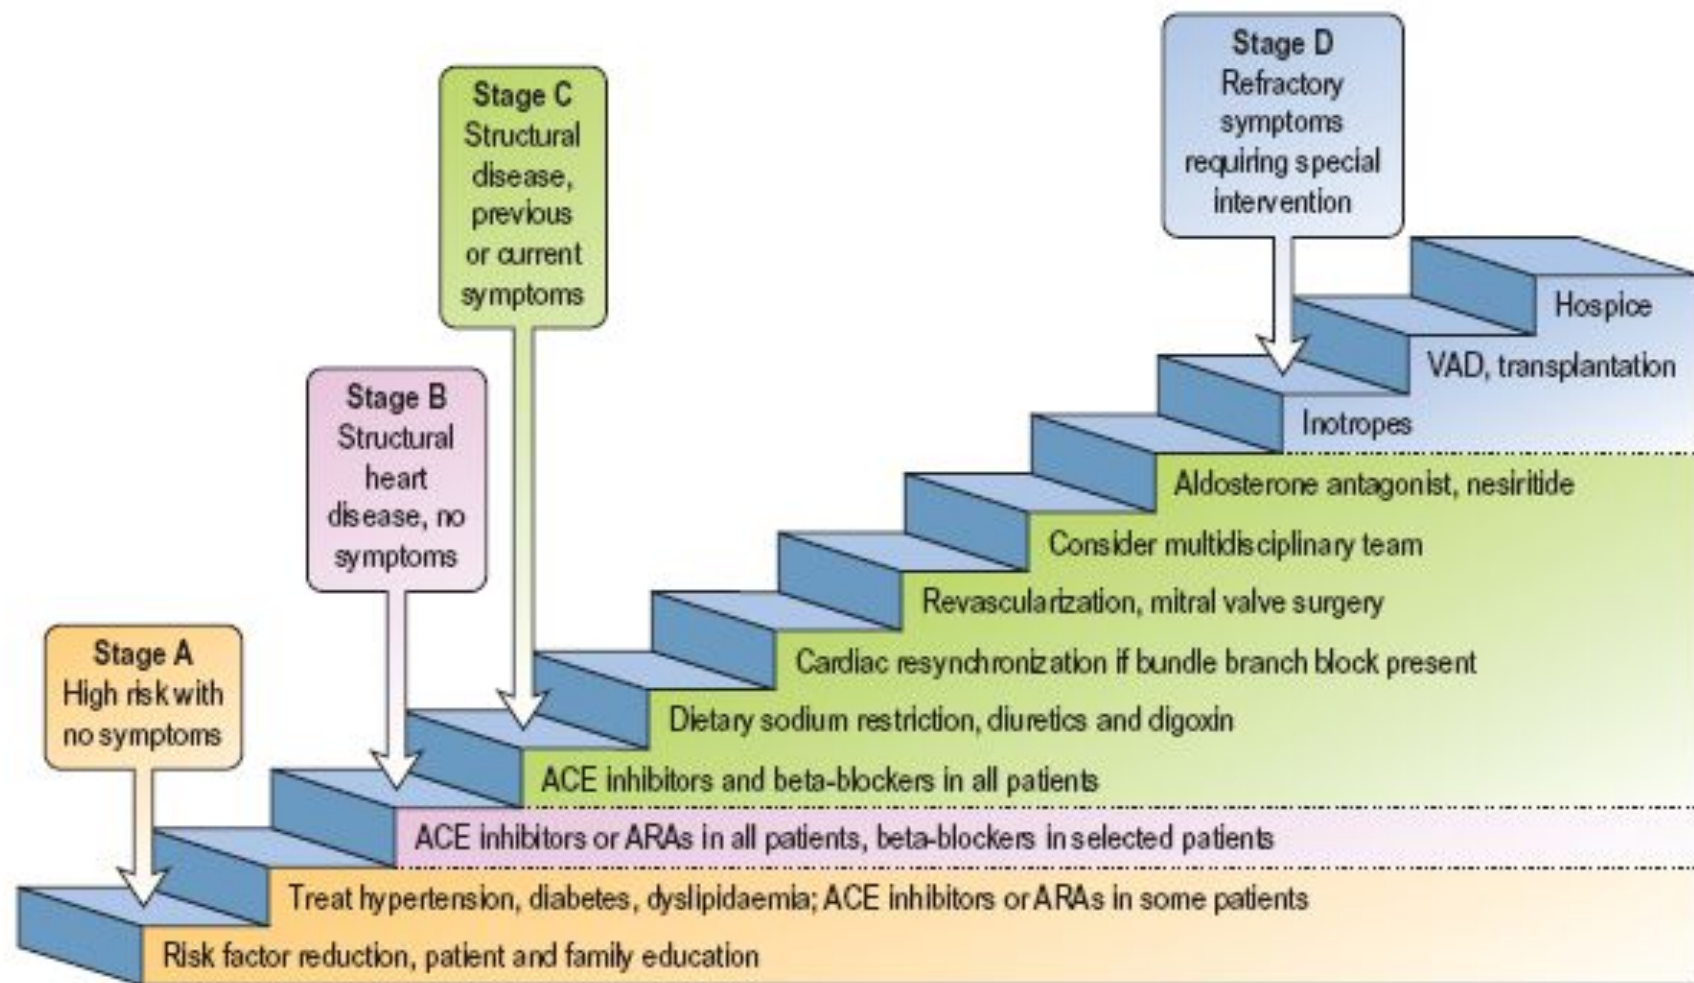 Stage D
Refractory
symptoms
requiring special
intervention
Stage C
Structural
disease,
previous
or current
symptoms
Stage B
Structural
heart
disease, no
symptoms
Stage A
High risk with
no symptoms
Hospice
VAD, transplantation
Inotropes
Aldosterone antagonist, nesiritide
Consider multidisciplinary team
Revascularization, mitral valve surgery
Cardiac resynchronization if bundle branch block present
Dietary sodium restriction, diuretics and digoxin
ACE inhibitors and beta-blockers in all patients
ACE inhibitors or ARAs in all patients, beta-blockers in selected patients
Treat hypertension, diabetes, dyslipidaemia; ACE inhibitors or ARAs in some patients
Risk factor reduction, patient and family education